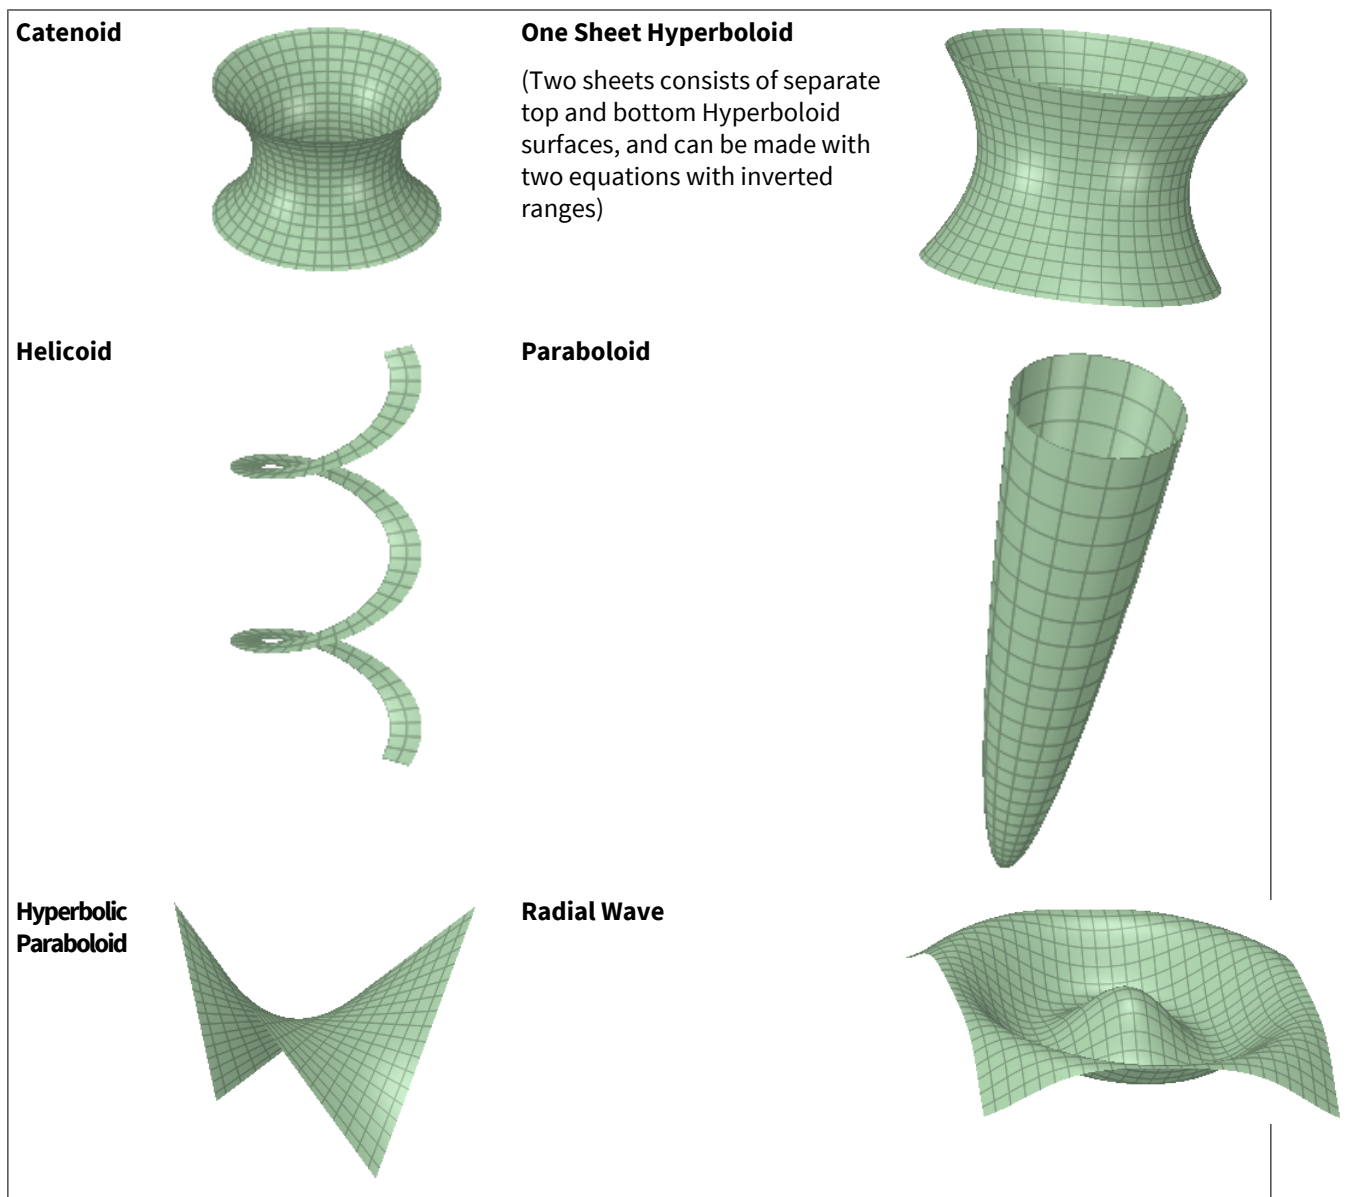 Catenoid
One Sheet Hyperboloid
(Two sheets consists of separate
top and bottom Hyperboloid
surfaces, and can be made with
two equations with inverted
ranges)
Helicoid
Paraboloid
Hyperbolic
Paraboloid
Radial Wave